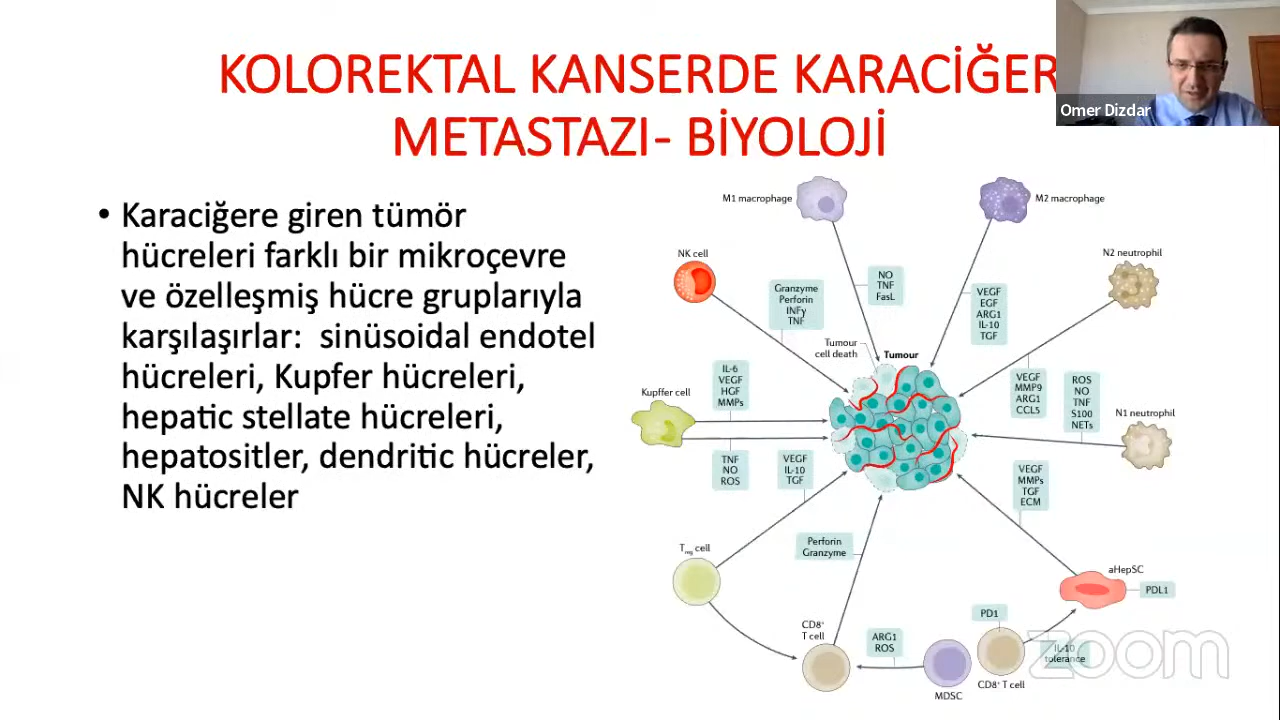 KOLOREKTAL KANSERDE KARACİĞER
METASTAZI- BİYOLOJİ
Omer Dizdar
• Karaciğere giren tümör
hücreleri farklı bir mikroçevre
ve özelleşmiş hücre gruplarıyla
karşılaşırlar: sinüsoidal endotel
hücreleri, Kupfer hücreleri,
hepatic stellate hücreleri,
hepatositler, dendritic hücreler,
NK hücreler
M1 macrophage
M2 macrophage
NK cell
N2 neutrophil
Granzyme
Perforin
INFγ
TNF
NO
TNF
FasL
VEGF
EGF
ARG1
IL-10
TGF
Tumour
cell death
Tumour
IL-6
VEGF
HGF
MMPs
Kupffer cell
VEGF
MMP9
ARG1
CCL5
ROS
NO
TNF
S100
NETs
N1 neutrophil
TNF
NO
ROS
VEGF
IL-10
TGF
VEGF
MMPs
TGF
ECM
Treg cell
Perforin
Granzyme
aHepSC
PDL1
CD8+
T cell
ARG1
ROS
PD1
IL-10
tolerance
MDSC
CD8+ T cell
zoom